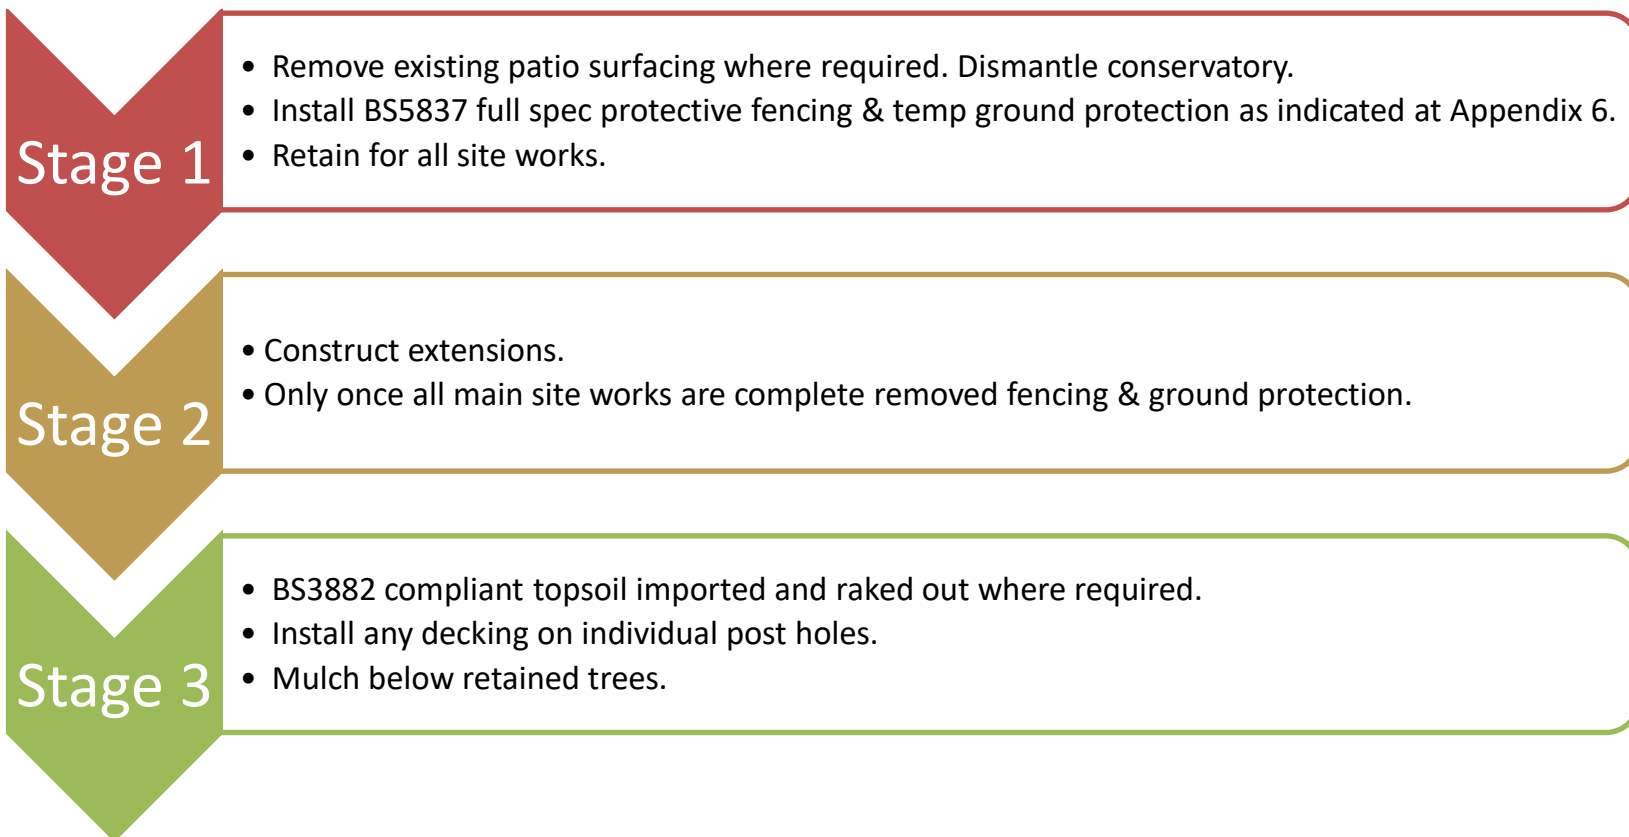 Stage 1
• Remove existing patio surfacing where required. Dismantle conservatory.
• Install BS5837 full spec protective fencing & temp ground protection as indicated at Appendix 6.
• Retain for all site works.
Stage 2
• Construct extensions.
• Only once all main site works are complete removed fencing & ground protection.
Stage 3
• BS3882 compliant topsoil imported and raked out where required.
• Install any decking on individual post holes.
• Mulch below retained trees.